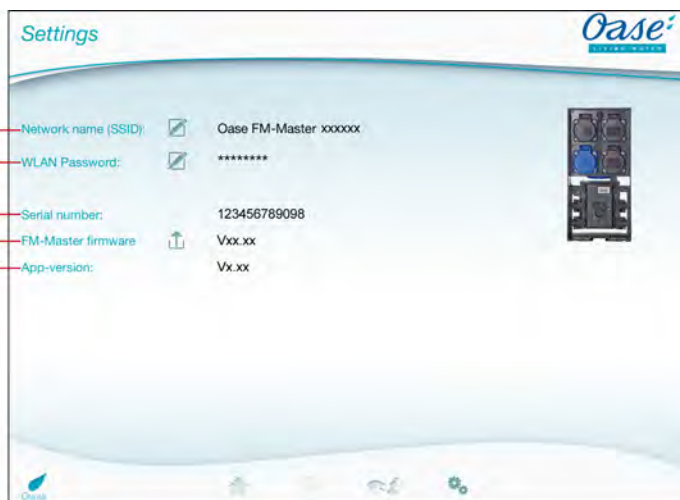 Settings
Oase
LIVING WATER
Network name (SSID): Oase FM-Master xxxxxx
WLAN Password: ********
Serial number: 123456789098
FM-Master firmware Vxx.xx
App-version: Vx.xx
Oase